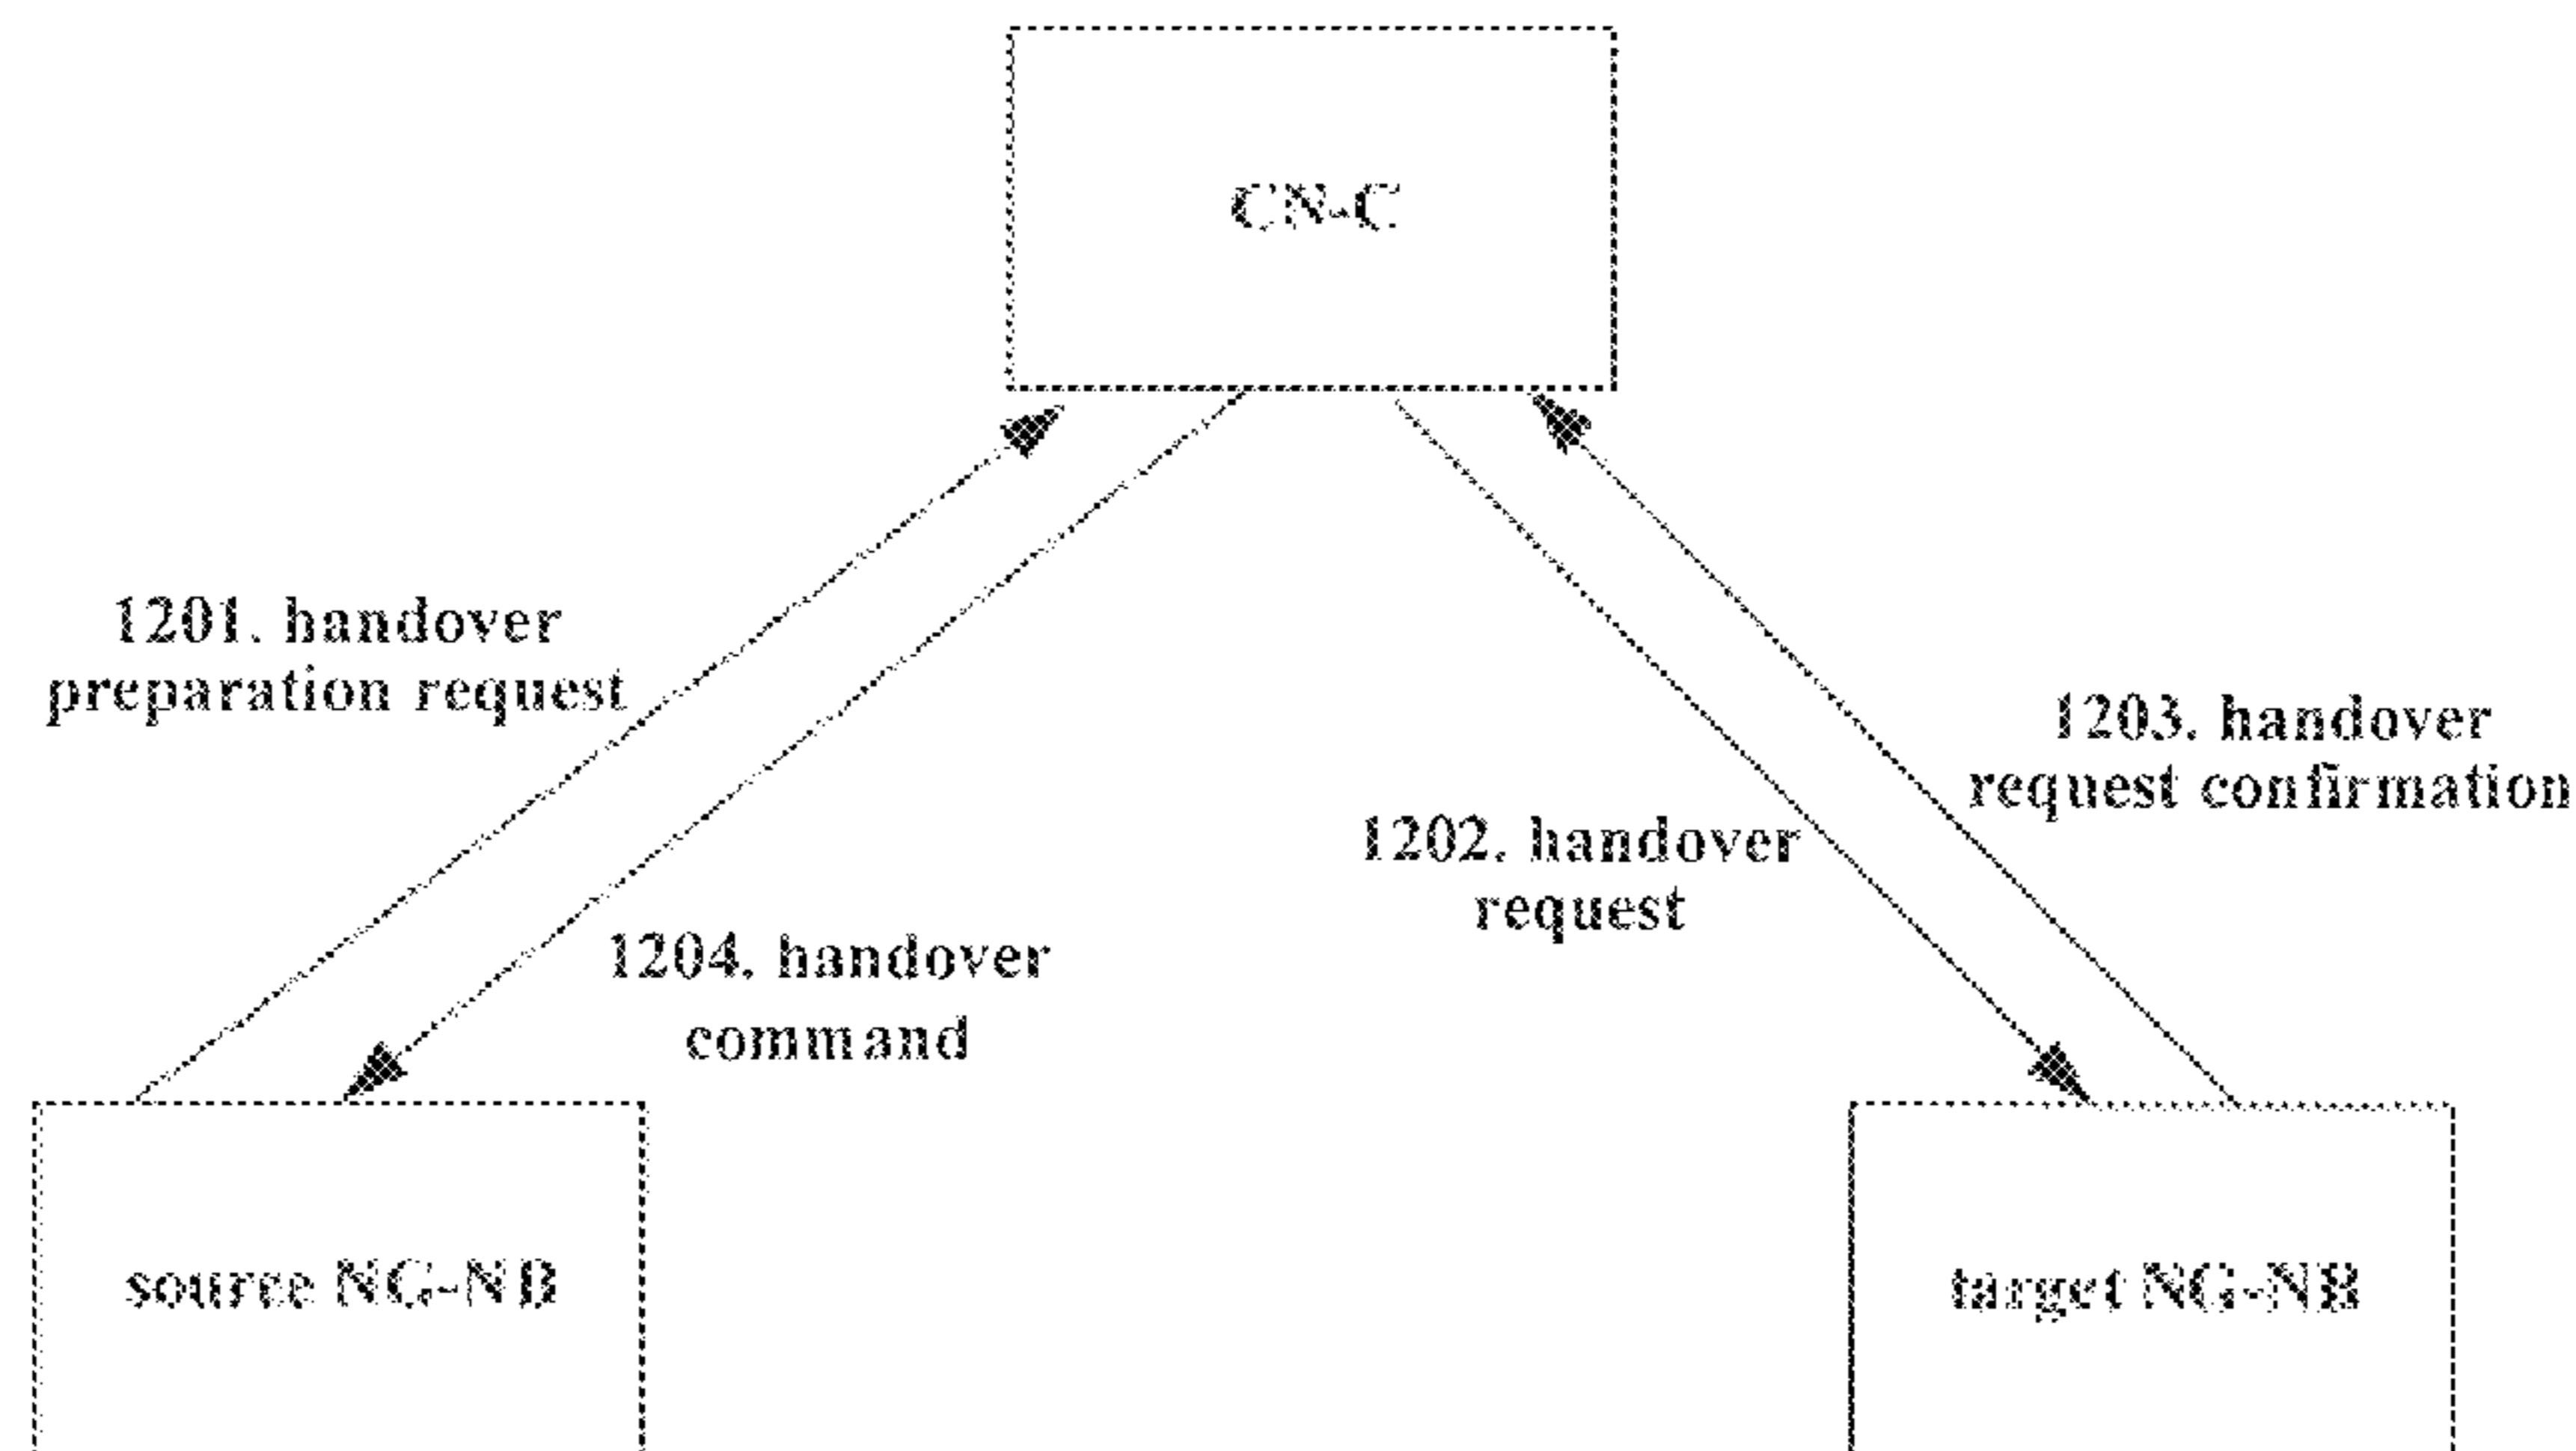 CN-C
1201. handover
preparation request
1203. handover
request confirmation
1202. handover
request
1204. handover
command
source NG-NB
target NG-NB